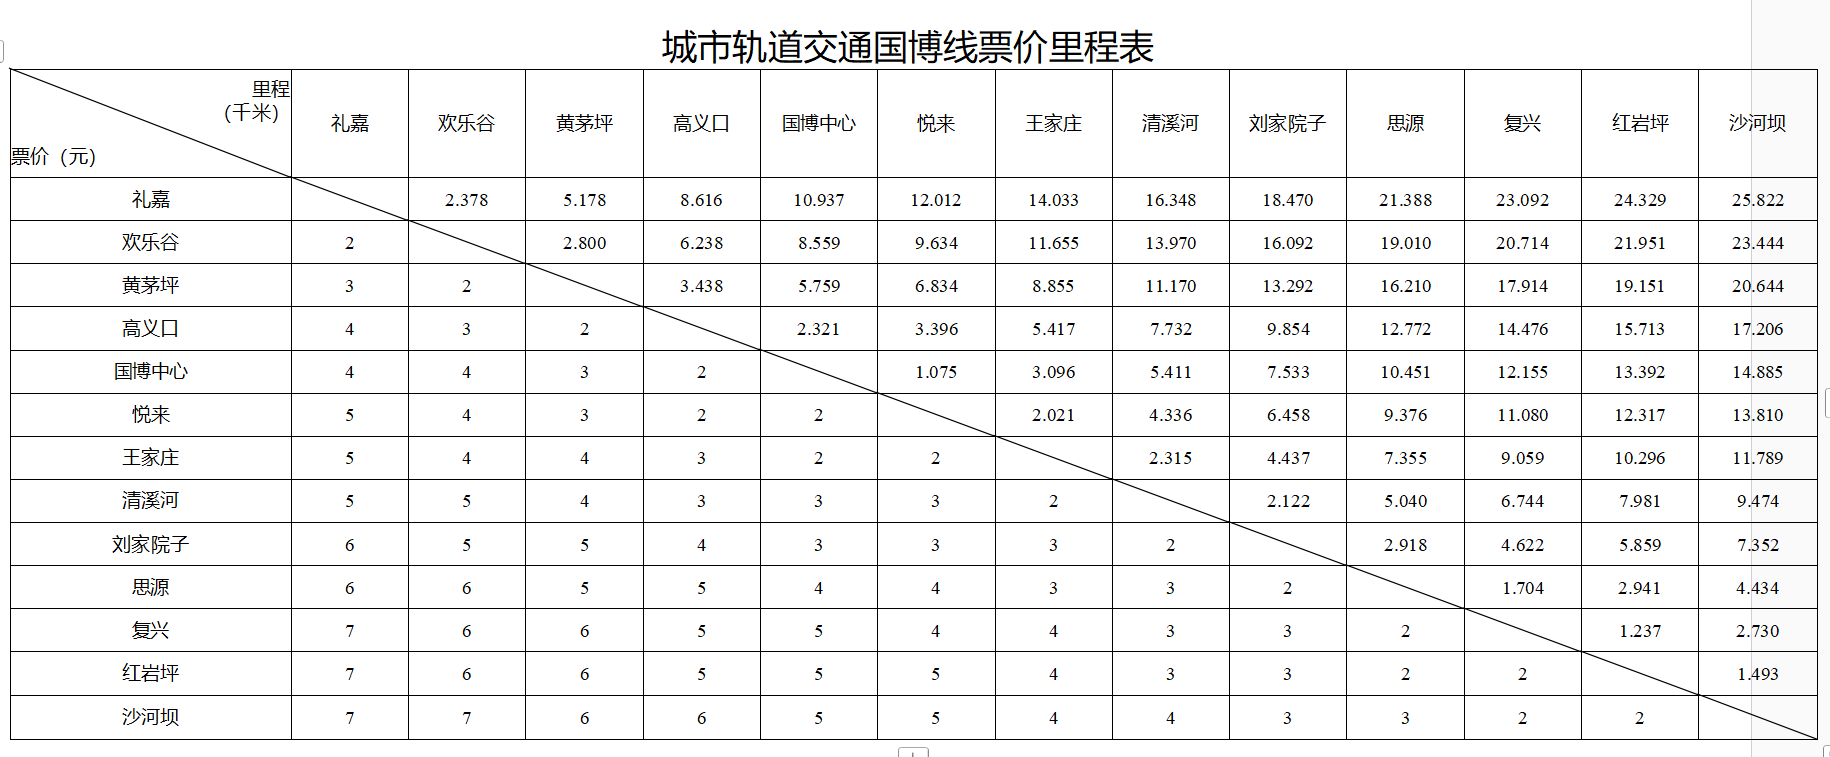 城市轨道交通国博线票价里程表
里程
(千米)
票价（元） 礼嘉 欢乐谷 黄茅坪 高义口 国博中心 悦来 王家庄 清溪河 刘家院子 思源 复兴 红岩坪 沙河坝
礼嘉 2.378 5.178 8.616 10.937 12.012 14.033 16.348 18.470 21.388 23.092 24.329 25.822
欢乐谷 2 2.800 6.238 8.559 9.634 11.655 13.970 16.092 19.010 20.714 21.951 23.444
黄茅坪 3 2 3.438 5.759 6.834 8.855 11.170 13.292 16.210 17.914 19.151 20.644
高义口 4 3 2 2.321 3.396 5.417 7.732 9.854 12.772 14.476 15.713 17.206
国博中心 4 4 3 2 1.075 3.096 5.411 7.533 10.451 12.155 13.392 14.885
悦来 5 4 3 2 2 2.021 4.336 6.458 9.376 11.080 12.317 13.810
王家庄 5 4 4 3 2 2 2.315 4.437 7.355 9.059 10.296 11.789
清溪河 5 5 4 3 3 3 2 2.122 5.040 6.744 7.981 9.474
刘家院子 6 5 5 4 3 3 3 2 2.918 4.622 5.859 7.352
思源 6 6 5 5 4 4 3 3 2 1.704 2.941 4.434
复兴 7 6 6 5 5 4 4 3 3 2 1.237 2.730
红岩坪 7 6 6 5 5 5 4 3 3 2 2 1.493
沙河坝 7 7 6 6 5 5 4 4 3 3 2 2